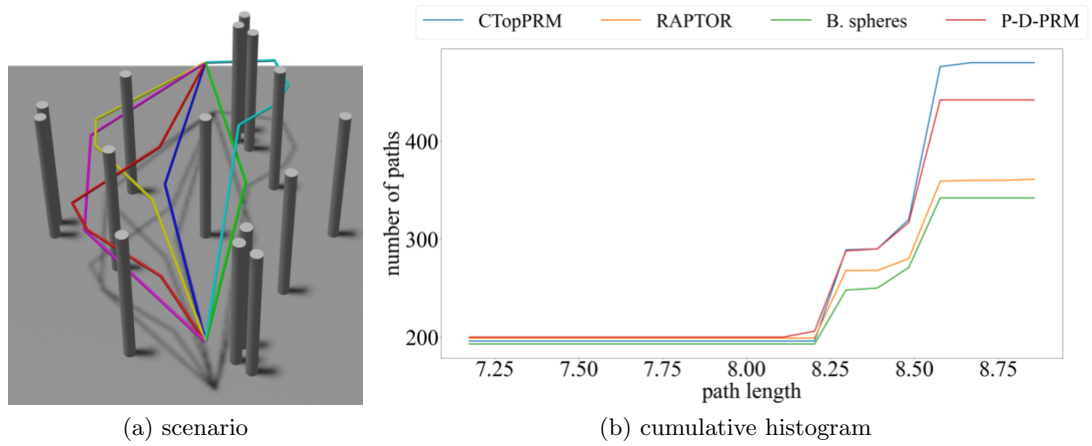 CTopPRM RAPTOR B. spheres P-D-PRM
number of paths
400
300
200
7.25 7.50 7.75 8.00 8.25 8.50 8.75
path length
(a) scenario
(b) cumulative histogram